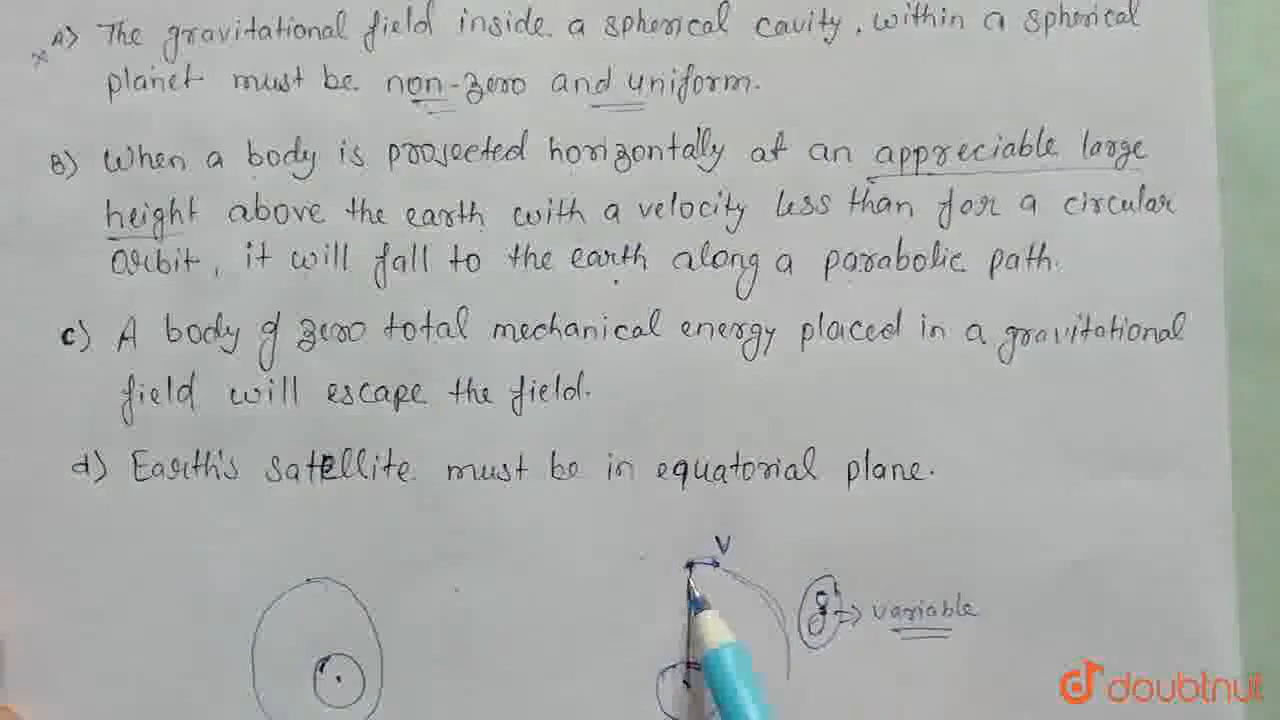 A) The gravitational field inside a spherical cavity, within a spherical
planet must be non-zero and uniform.
B) When a body is projected horizontally at an appreciable large
height above the earth with a velocity less than for a circular
orbit, it will fall to the earth along a parabolic path.
c) A body of zero total mechanical energy placed in a gravitational
field will escape the field.
d) Earth's satellite must be in equatorial plane.
V
g' → variable
doubtnut